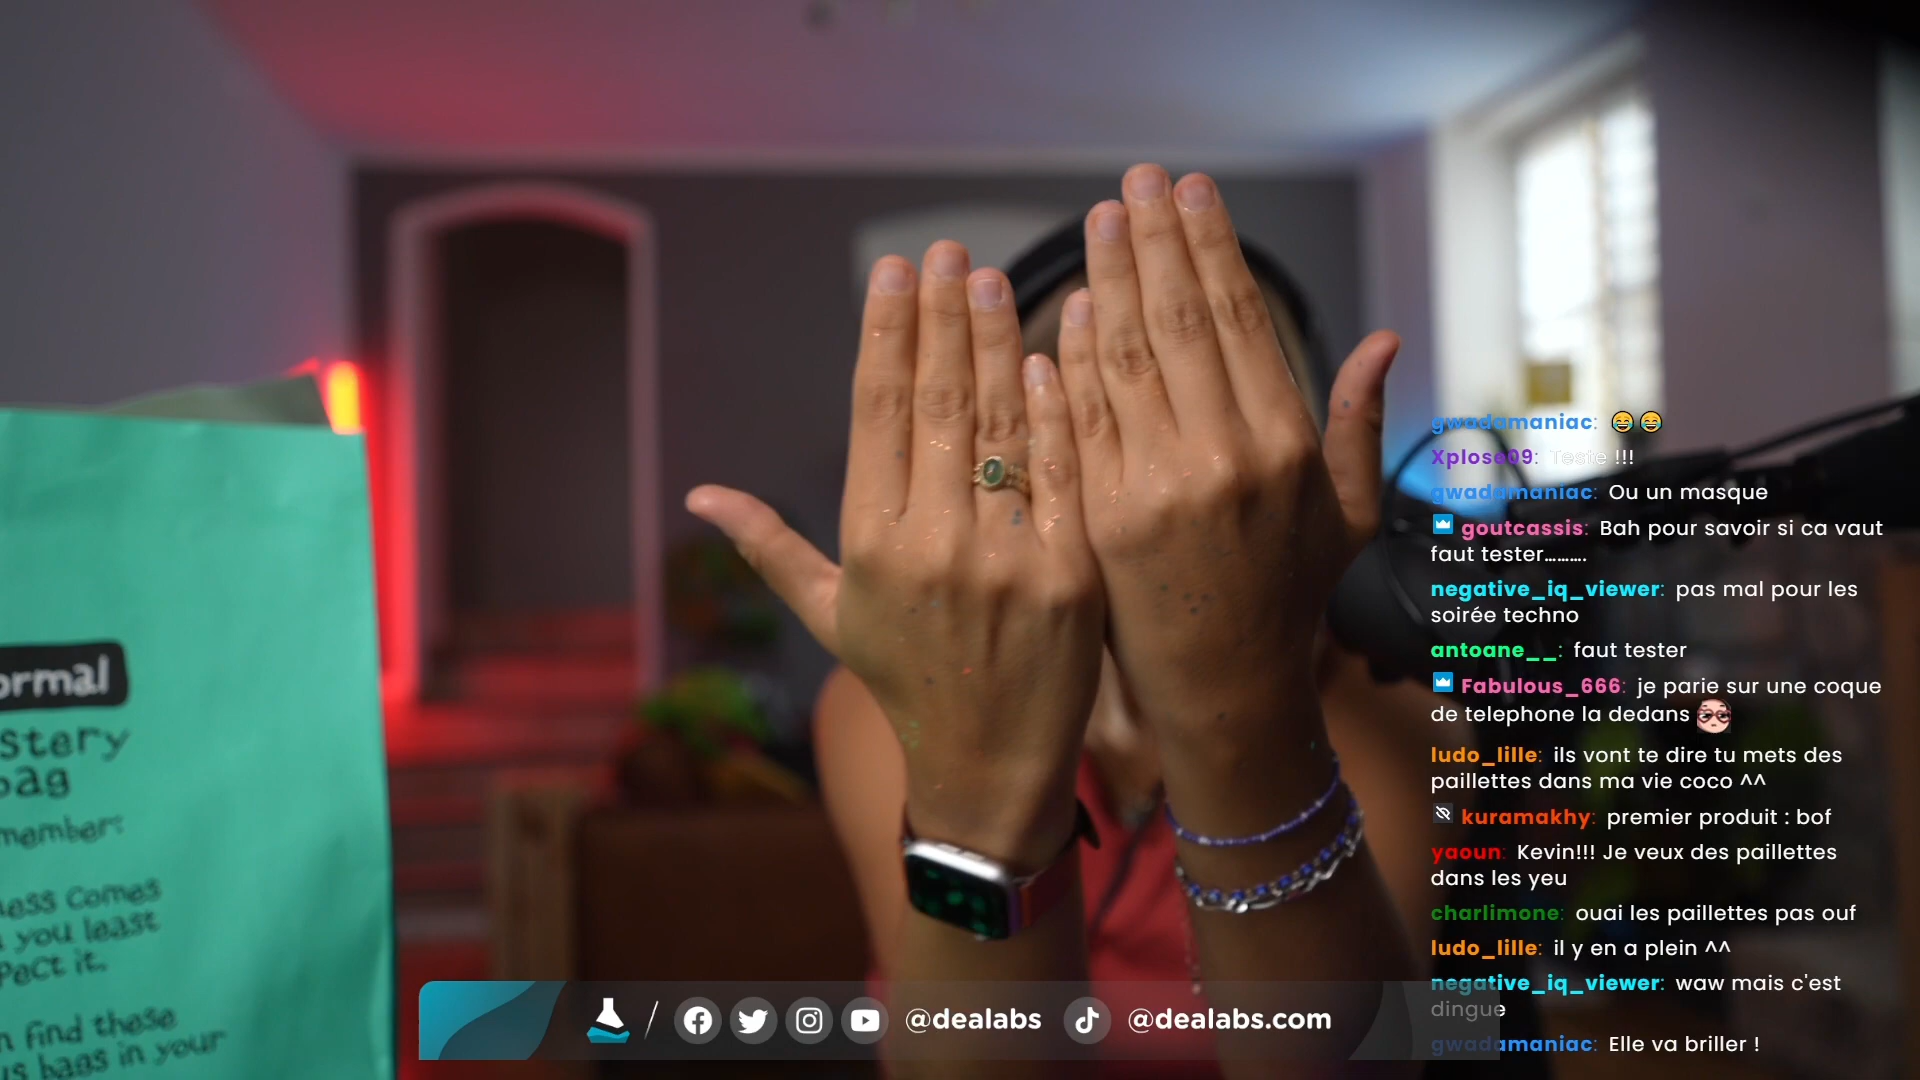 ormal
stery
bag
member:
ness comes
you least
pect it.
n find these
us bags in your
gwadamaniac: 😂😂
Xplose09: Teste !!!
gwadamaniac: Ou un masque
goutcassis: Bah pour savoir si ca vaut
faut tester.........
negative_iq_viewer: pas mal pour les
soirée techno
antoane__: faut tester
Fabulous_666: je parie sur une coque
de telephone la dedans
ludo_lille: ils vont te dire tu mets des
paillettes dans ma vie coco ^^
kuramakhy: premier produit : bof
yaoun: Kevin!!! Je veux des paillettes
dans les yeu
charlimone: ouai les paillettes pas ouf
ludo_lille: il y en a plein ^^
negative_iq_viewer: waw mais c'est
dingue
gwadamaniac: Elle va briller !
@dealabs @dealabs.com